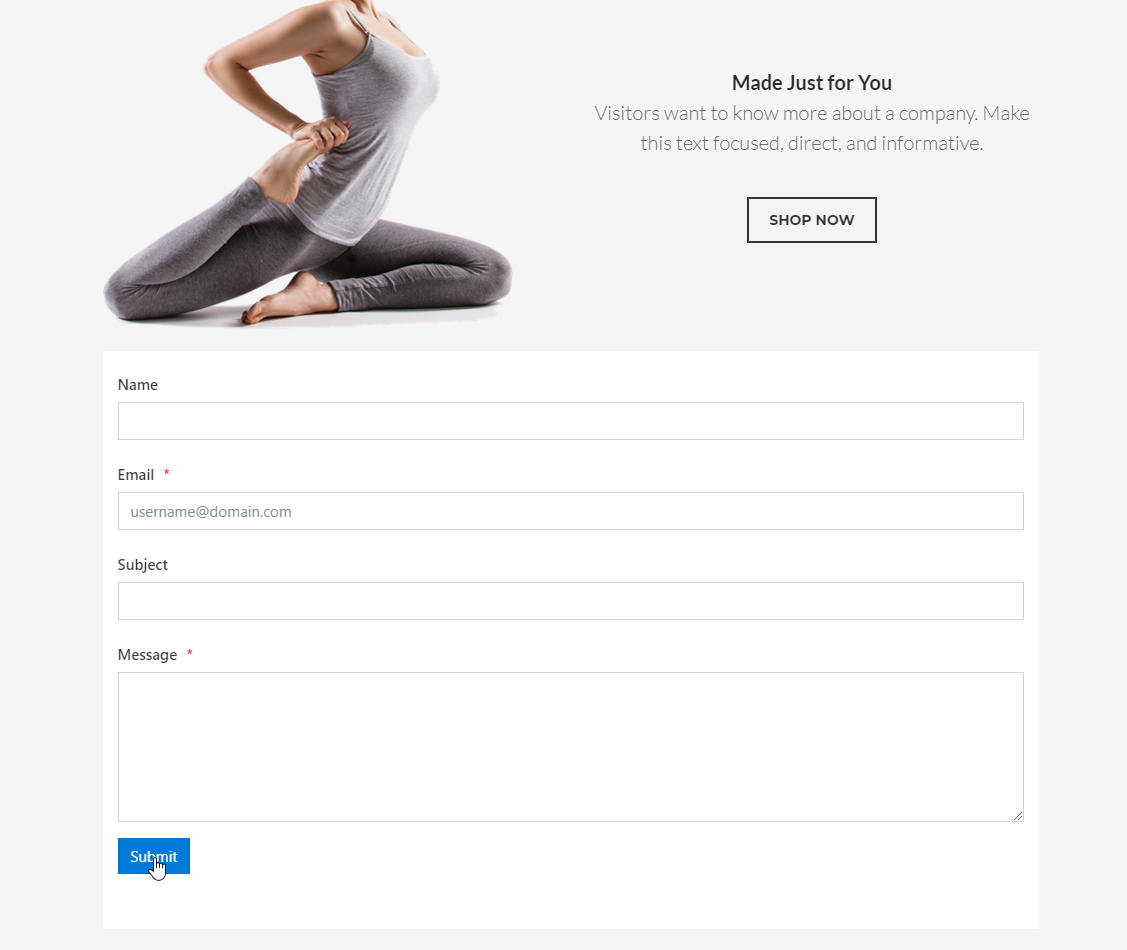 Made Just for You
Visitors want to know more about a company. Make
this text focused, direct, and informative.
SHOP NOW
Name
Email *
username@domain.com
Subject
Message *
Submit